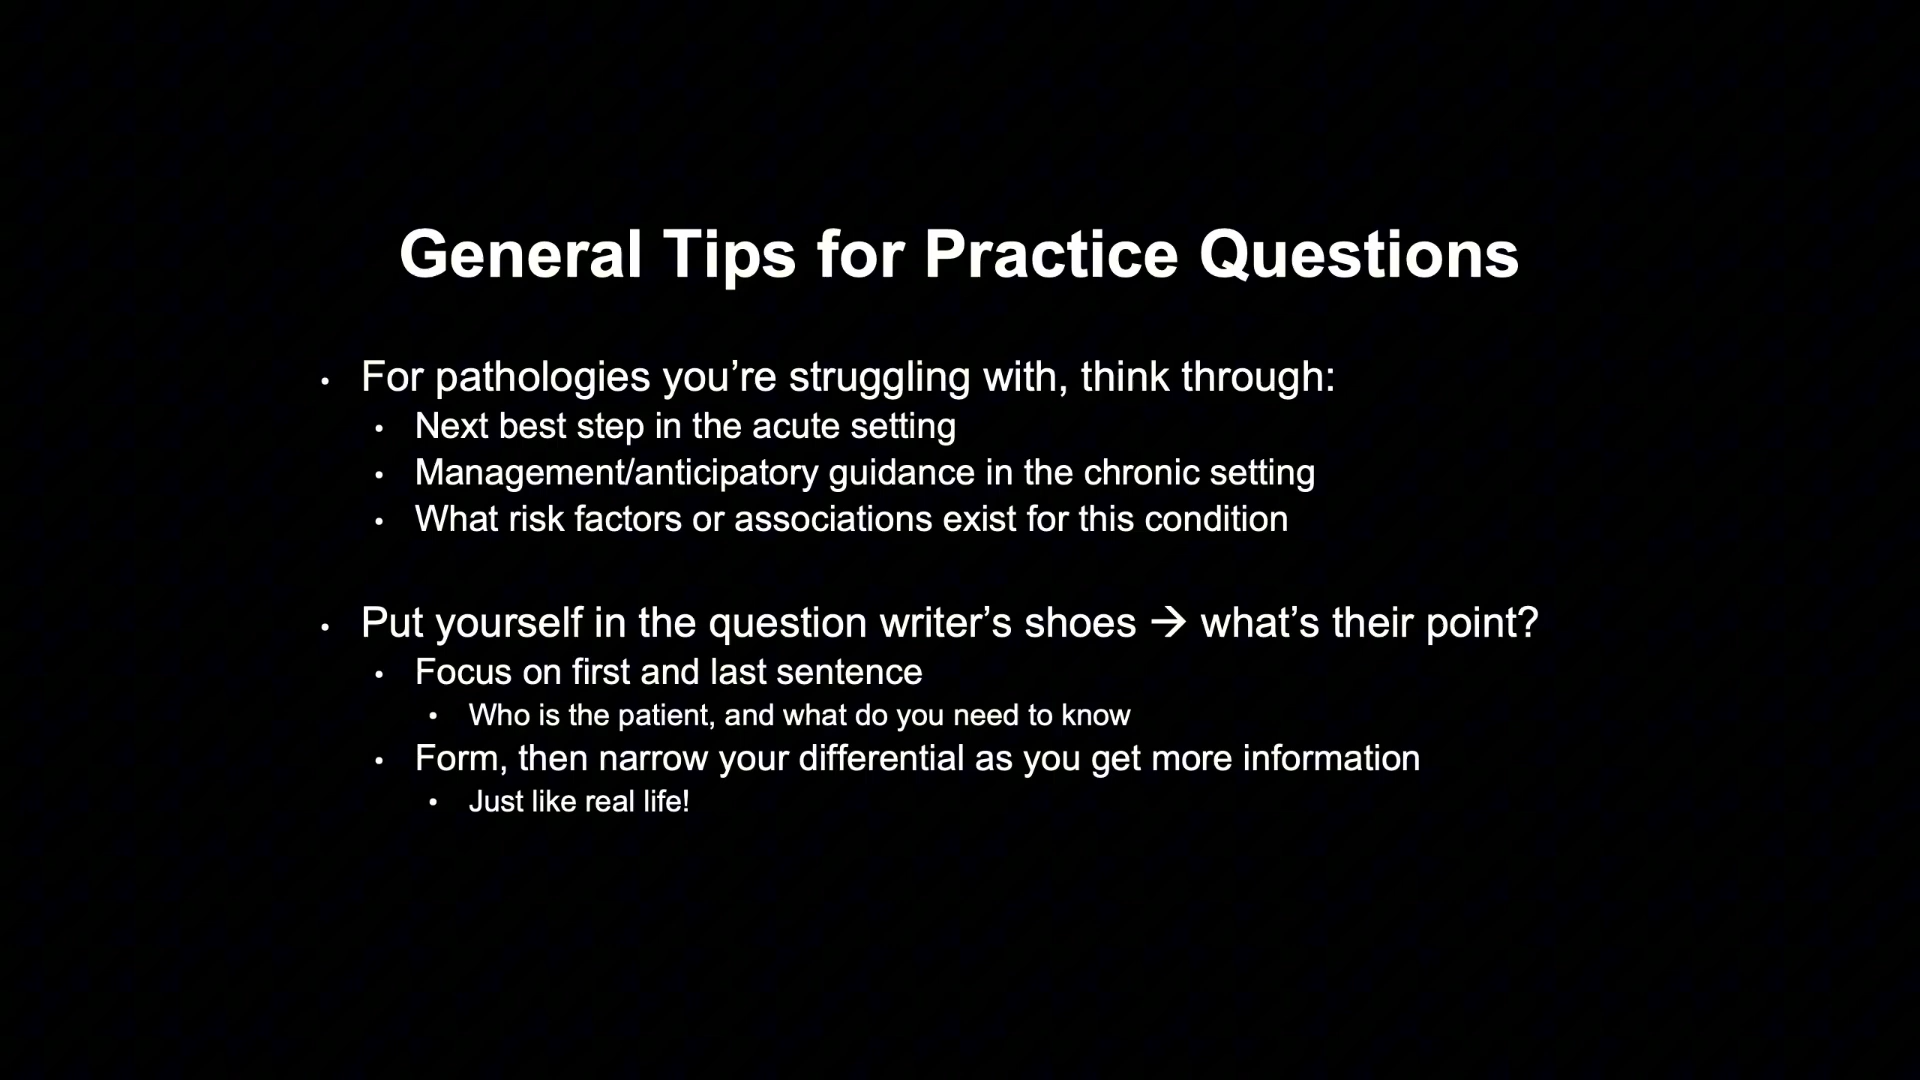 General Tips for Practice Questions
• For pathologies you’re struggling with, think through:
• Next best step in the acute setting
• Management/anticipatory guidance in the chronic setting
• What risk factors or associations exist for this condition
• Put yourself in the question writer’s shoes → what’s their point?
• Focus on first and last sentence
• Who is the patient, and what do you need to know
• Form, then narrow your differential as you get more information
• Just like real life!